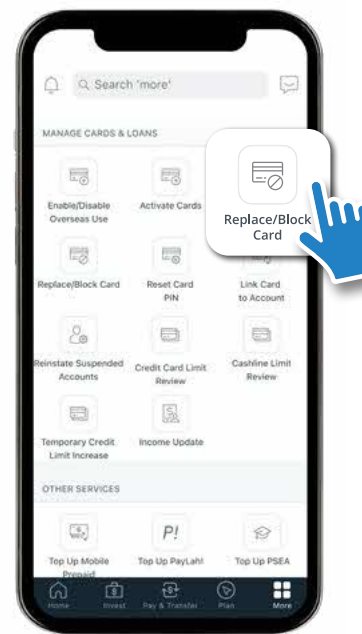 Search 'more'
MANAGE CARDS & LOANS
Enable/Disable
Overseas Use
Activate Cards
Replace/Block
Card
Replace/Block Card
Reset Card
PIN
Link Card
to Account
Reinstate Suspended
Accounts
Credit Card Limit
Review
Cashline Limit
Review
Temporary Credit
Limit Increase
Income Update
OTHER SERVICES
P!
Top Up Mobile
Prepaid
Top Up PayLah!
Top Up PSEA
Home
Invest
Pay & Transfer
Plan
More